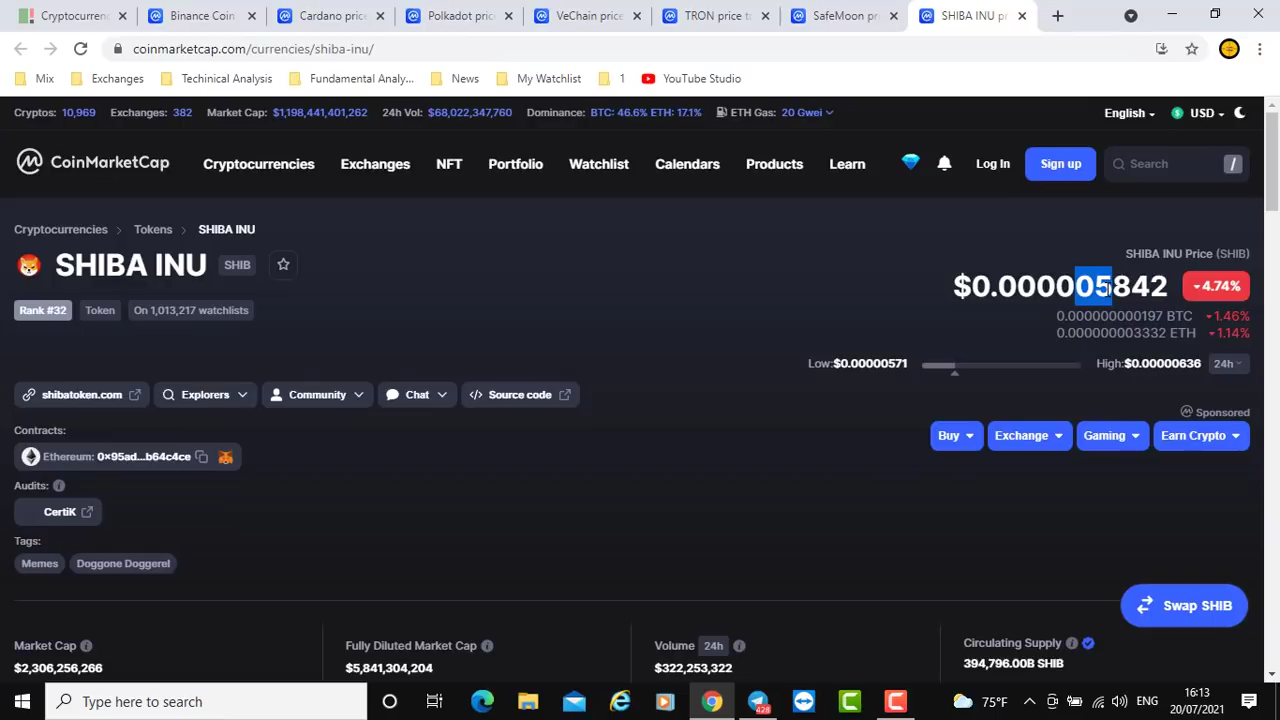 Cryptocurrenc
Binance Coin
Cardano price
Polkadot pric
VeChain price
TRON price to
SafeMoon pri
SHIBA INU pr
coinmarketcap.com/currencies/shiba-inu/
Mix
Exchanges
Techinical Analysis
Fundamental Analy...
News
My Watchlist
1
YouTube Studio
Cryptos: 10,969 Exchanges: 382 Market Cap: $1,198,441,401,262 24h Vol: $68,022,347,760 Dominance: BTC: 46.6% ETH: 17.1% ETH Gas: 20 Gwei
English USD
CoinMarketCap
Cryptocurrencies Exchanges NFT Portfolio Watchlist Calendars Products Learn
Log In Sign up Search /
Cryptocurrencies > Tokens > SHIBA INU
SHIBA INU SHIB
Rank #32 Token On 1,013,217 watchlists
SHIBA INU Price (SHIB)
$0.000005842 4.74%
0.000000000197 BTC 1.46%
0.000000003332 ETH 1.14%
Low:$0.00000571 High:$0.00000636 24h
shibatoken.com Explorers Community Chat Source code
Sponsored
Buy Exchange Gaming Earn Crypto
Contracts:
Ethereum: 0x95ad...b64c4ce
Audits:
CertiK
Tags:
Memes Doggone Doggerel
Swap SHIB
Market Cap
$2,306,256,266
Fully Diluted Market Cap
$5,841,304,204
Volume 24h
$322,253,322
Circulating Supply
394,796.00B SHIB
Type here to search
428
75°F
ENG
16:13
20/07/2021